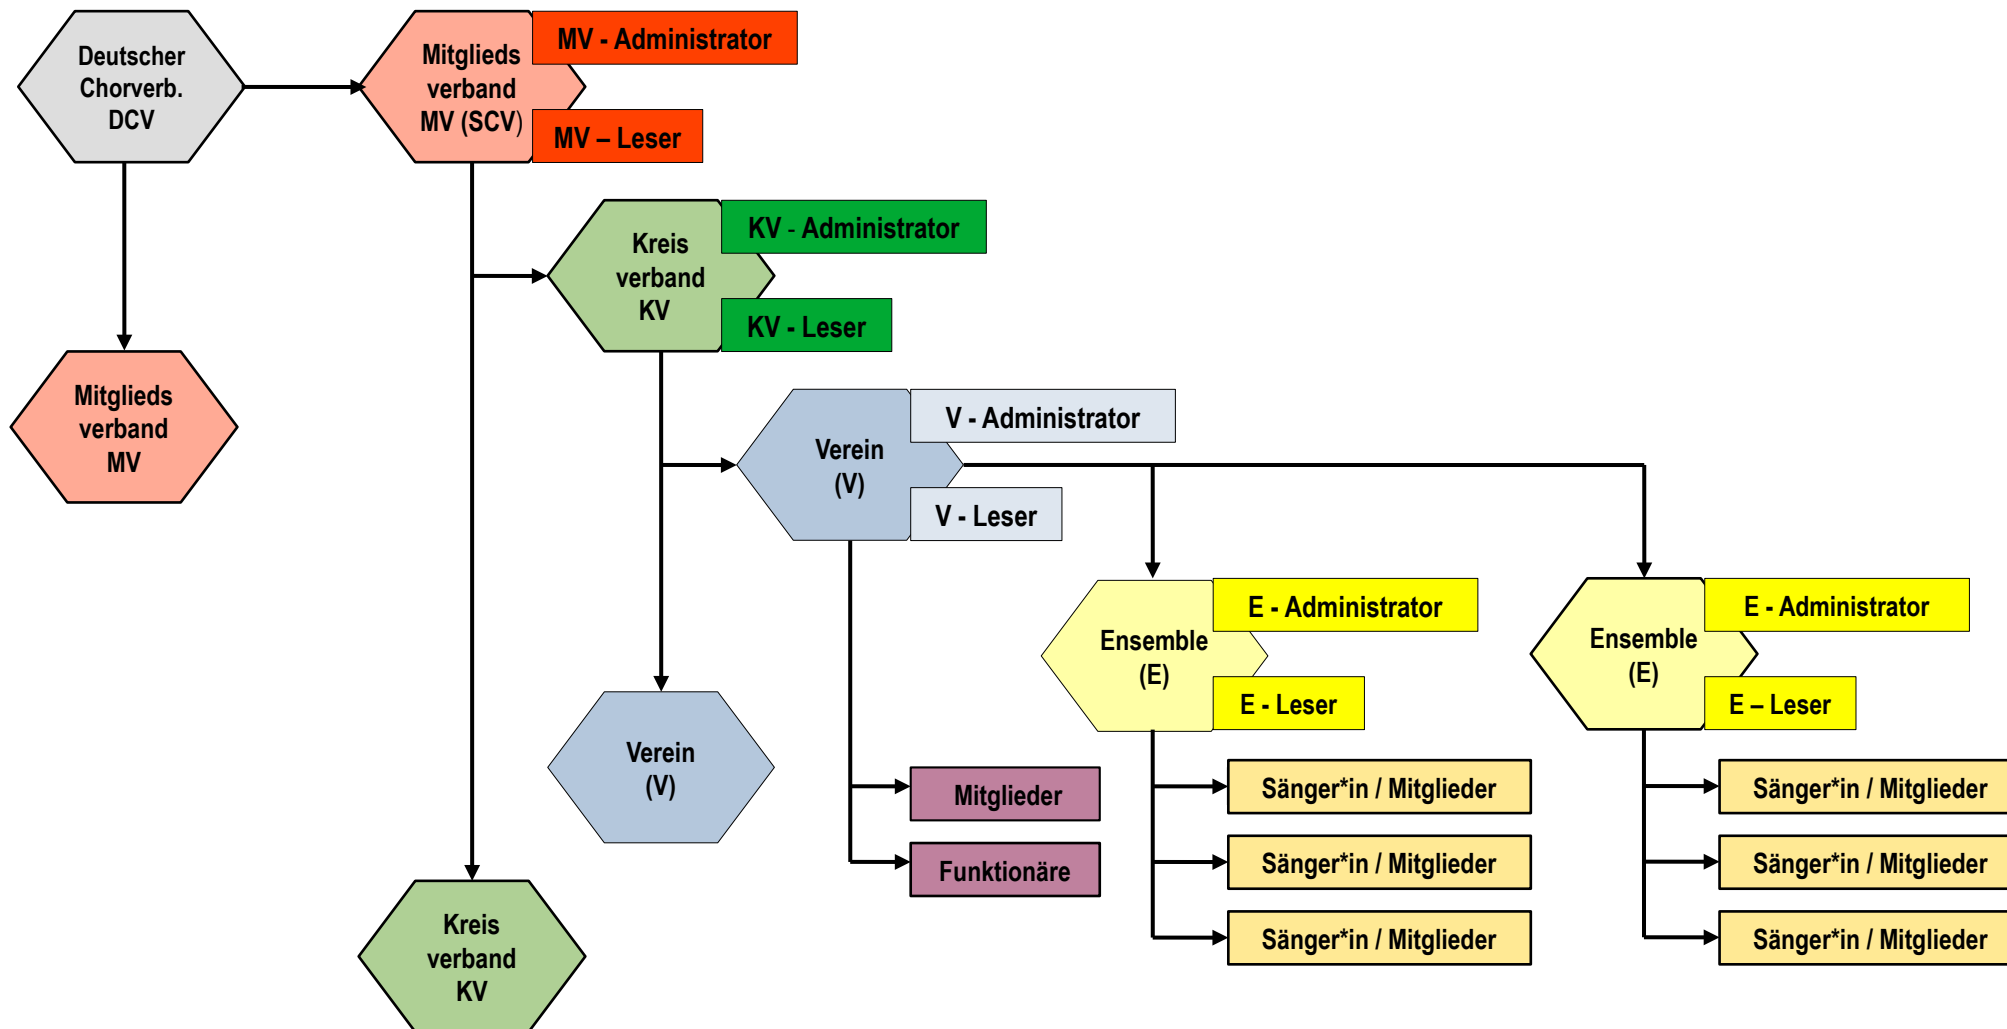 Deutscher
Chorverb.
DCV
Mitglieds
verband
MV (SCV)
MV - Administrator
MV – Leser
Kreis
verband
KV
KV - Administrator
KV - Leser
Mitglieds
verband
MV
Verein
(V)
V - Administrator
V - Leser
Ensemble
(E)
E - Administrator
E - Leser
Ensemble
(E)
E - Administrator
E – Leser
Verein
(V)
Mitglieder
Funktionäre
Sänger*in / Mitglieder
Sänger*in / Mitglieder
Sänger*in / Mitglieder
Sänger*in / Mitglieder
Sänger*in / Mitglieder
Sänger*in / Mitglieder
Kreis
verband
KV